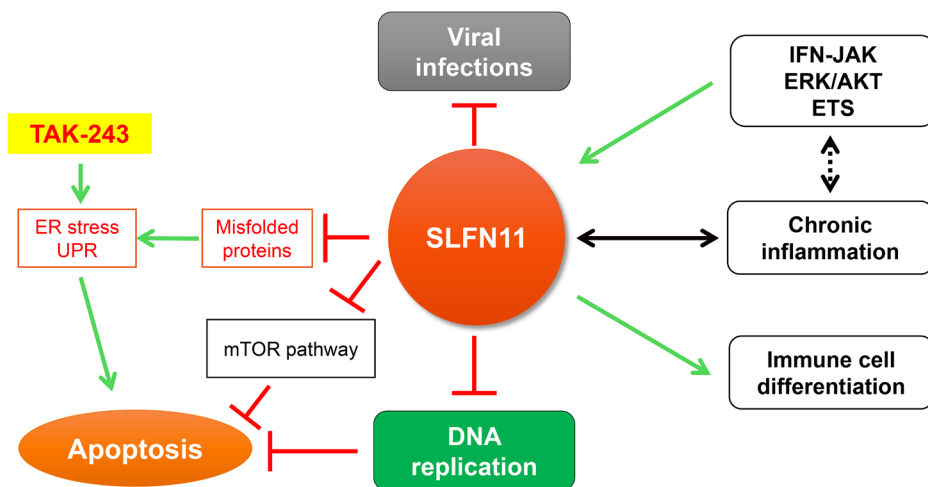 Viral
infections
IFN-JAK
ERK/AKT
ETS
TAK-243
ER stress
UPR
Misfolded
proteins
SLFN11
Chronic
inflammation
mTOR pathway
Immune cell
differentiation
Apoptosis
DNA
replication